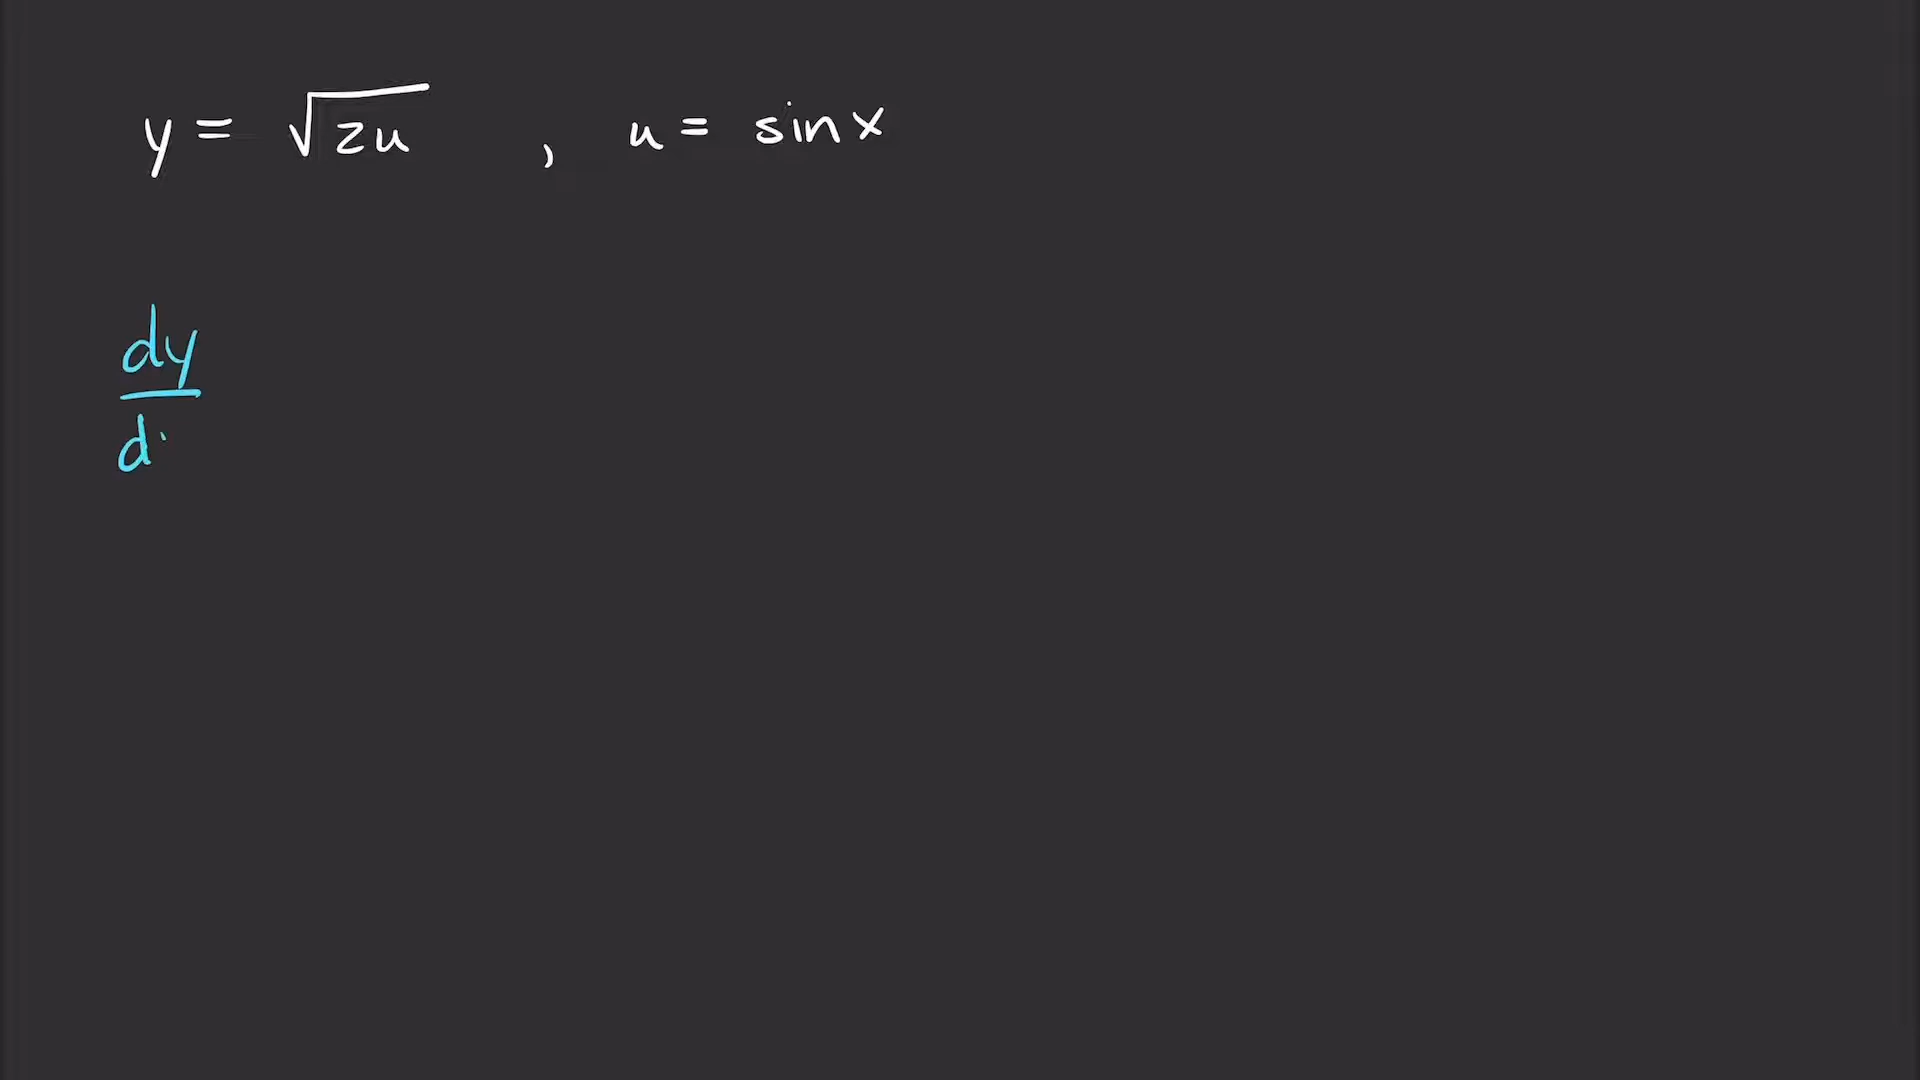 y = √2u , u = sin x
dy
d